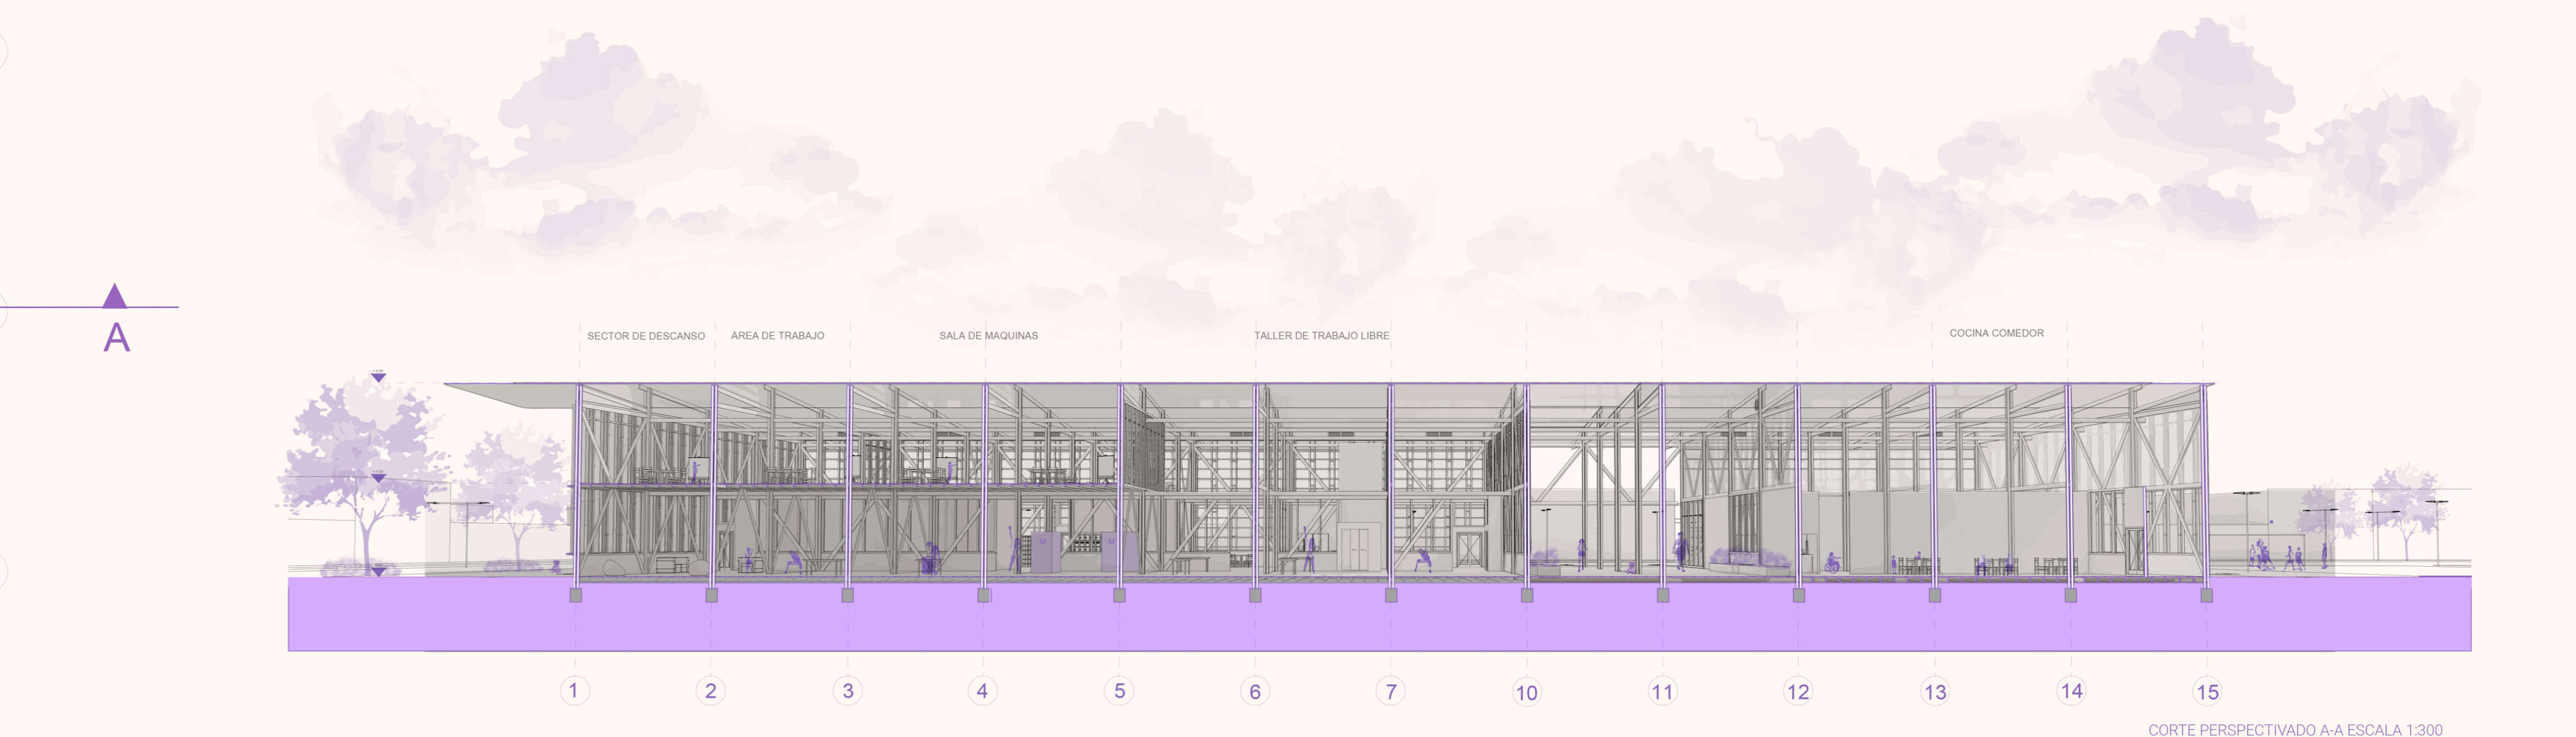 A
SECTOR DE DESCANSO
ÁREA DE TRABAJO
SALA DE MAQUINAS
TALLER DE TRABAJO LIBRE
COCINA COMEDOR
M
M
1
2
3
4
5
6
7
10
11
12
13
14
15
CORTE PERSPECTIVADO A-A ESCALA 1:300